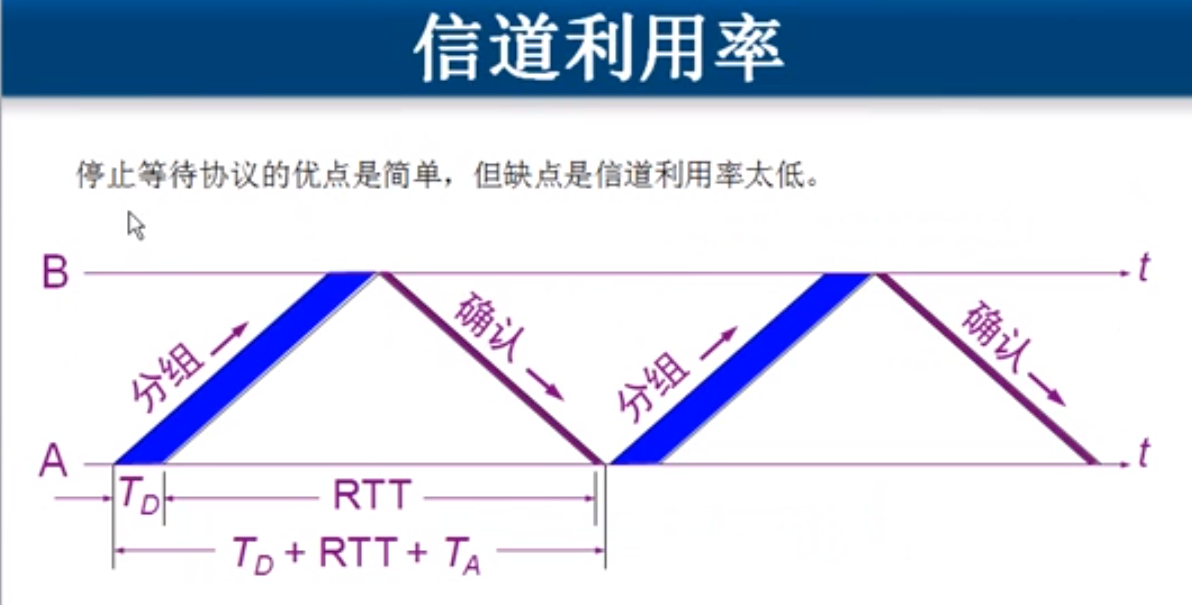 信道利用率
停止等待协议的优点是简单，但缺点是信道利用率太低。
B
t
分组
确认
分组
确认
A
t
T_D
RTT
T_D + RTT + T_A